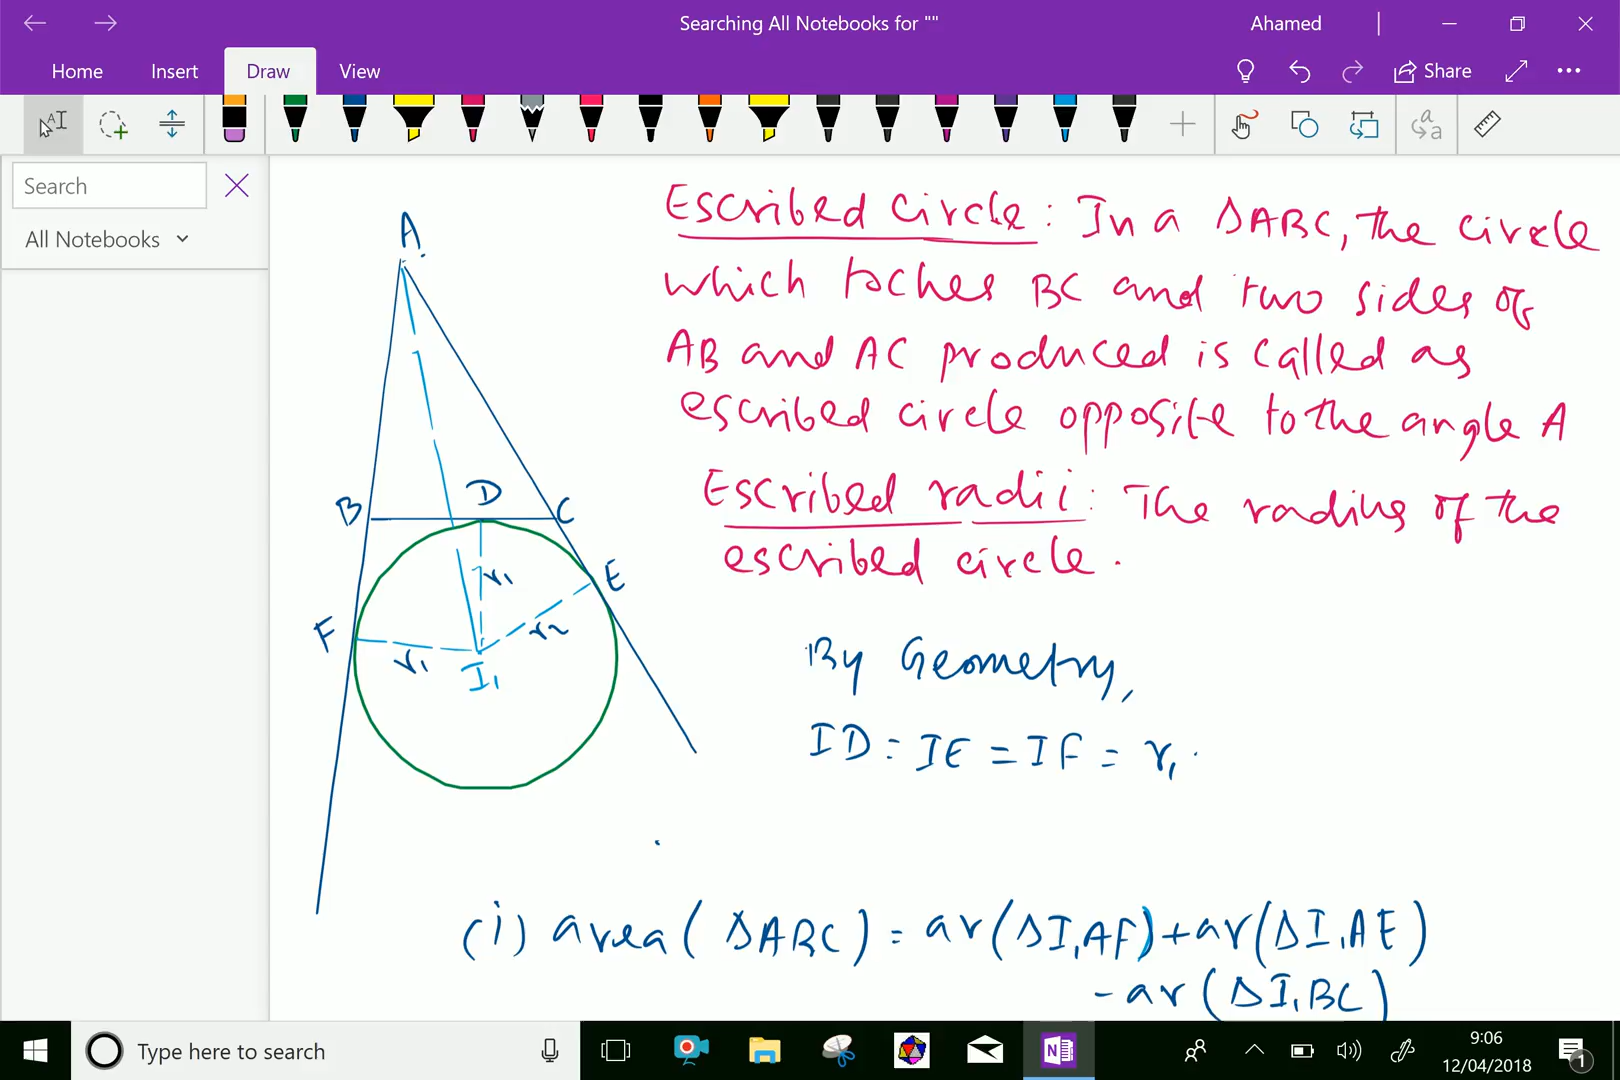 Searching All Notebooks for ""
Ahamed
Home Insert Draw View
Share
Search
All Notebooks
Escribed circle : In a ΔABC, the circle
which toches BC and two sides of
AB and AC produced is called as
escribed circle opposite to the angle A
Escribed radii : The radius of the
escribed circle .
A
B
D
C
r₁
E
F
r₂
r₁
I₁
By Geometry,
ID = IE = IF = r₁ .
(i) area ( ΔABC ) = ar ( ΔI₁AF ) + ar ( ΔI₁AE )
- ar ( ΔI₁BC )
Type here to search
9:06
12/04/2018
1